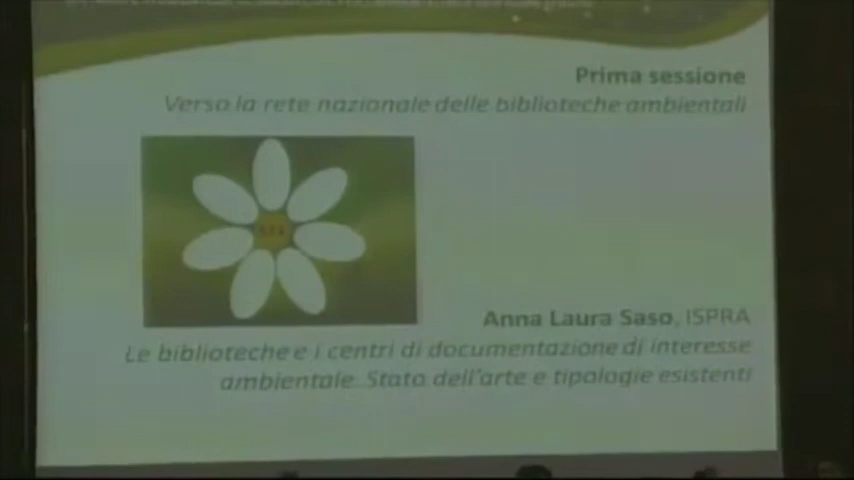 Prima sessione
Verso la rete nazionale delle biblioteche ambientali
Anna Laura Saso, ISPRA
Le biblioteche e i centri di documentazione di interesse
ambientale. Stato dell'arte e tipologie esistenti